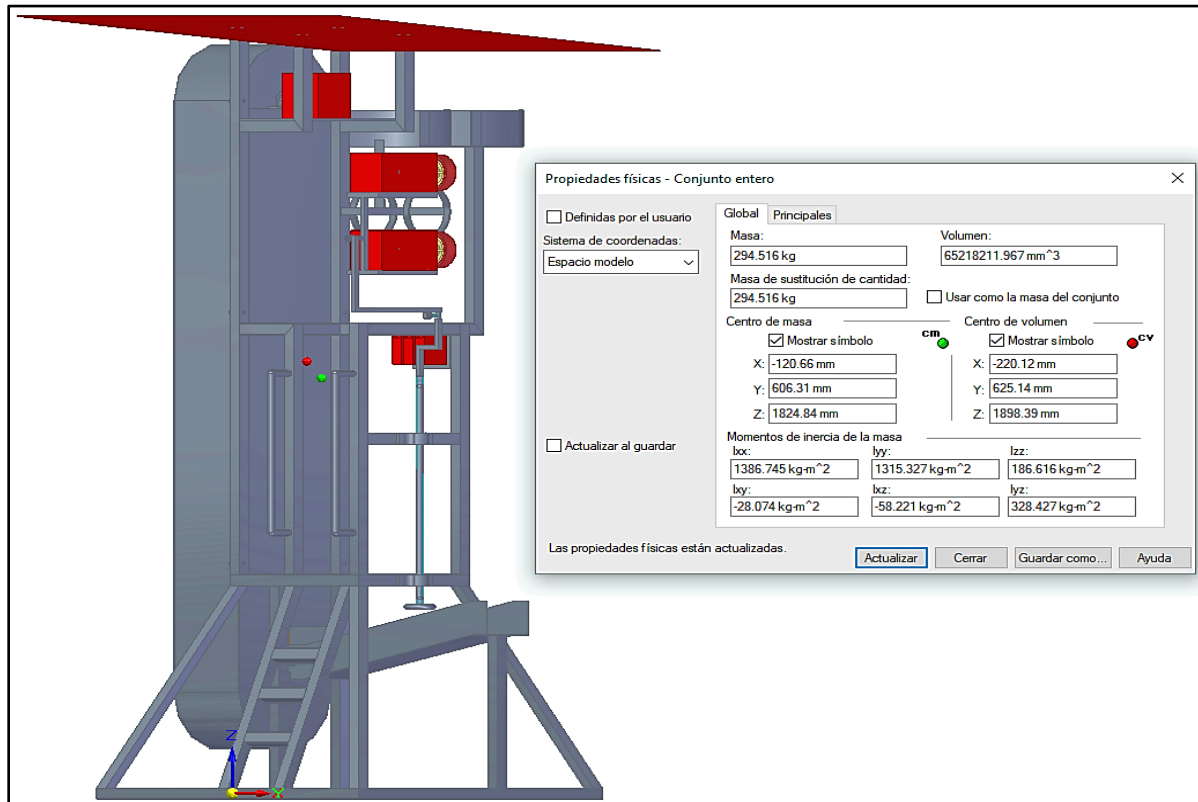 Propiedades físicas - Conjunto entero
Definidas por el usuario
Sistema de coordenadas:
Espacio modelo
Actualizar al guardar
Global Principales
Masa: Volumen:
294.516 kg 65218211.967 mm^3
Masa de sustitución de cantidad:
294.516 kg Usar como la masa del conjunto
Centro de masa Centro de volumen
Mostrar símbolo cm Mostrar símbolo cv
X: -120.66 mm X: -220.12 mm
Y: 606.31 mm Y: 625.14 mm
Z: 1824.84 mm Z: 1898.39 mm
Momentos de inercia de la masa
Ixx: Iyy: Izz:
1386.745 kg-m^2 1315.327 kg-m^2 186.616 kg-m^2
Ixy: Ixz: Iyz:
-28.074 kg-m^2 -58.221 kg-m^2 328.427 kg-m^2
Las propiedades físicas están actualizadas.
Actualizar Cerrar Guardar como... Ayuda
Z
X